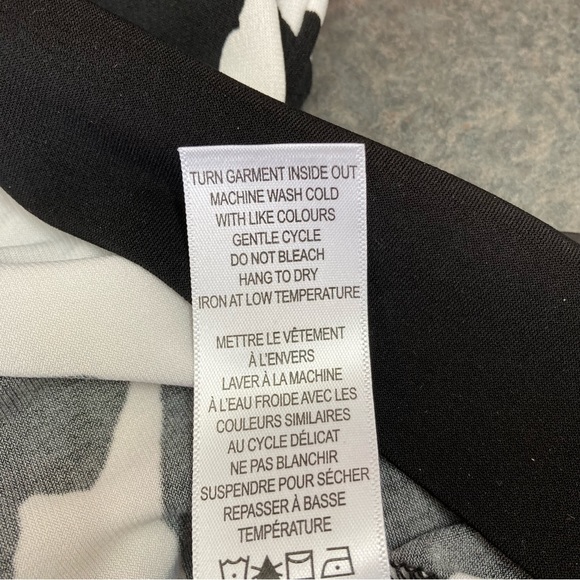 TURN GARMENT INSIDE OUT
MACHINE WASH COLD
WITH LIKE COLOURS
GENTLE CYCLE
DO NOT BLEACH
HANG TO DRY
IRON AT LOW TEMPERATURE
METTRE LE VÊTEMENT
À L'ENVERS
LAVER À LA MACHINE
À L'EAU FROIDE AVEC LES
COULEURS SIMILAIRES
AU CYCLE DÉLICAT
NE PAS BLANCHIR
SUSPENDRE POUR SÉCHER
REPASSER À BASSE
TEMPÉRATURE